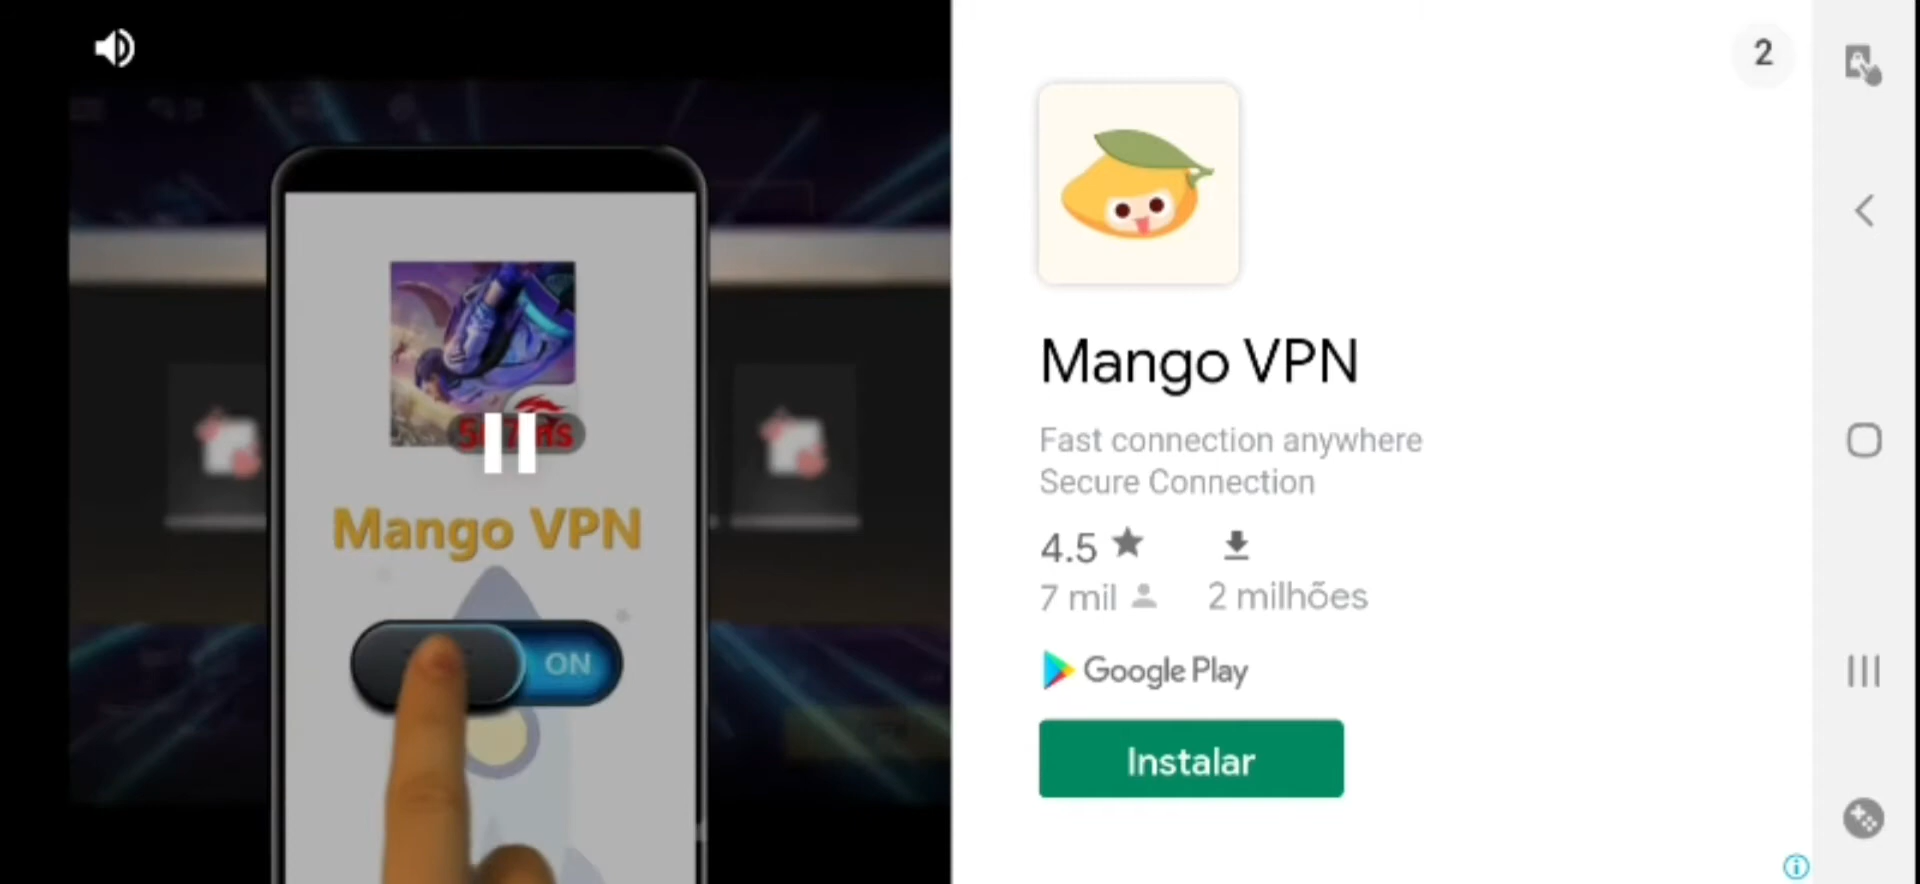 2
Mango VPN
ON
Mango VPN
Fast connection anywhere
Secure Connection
4.5
7 mil
2 milhões
Google Play
Instalar